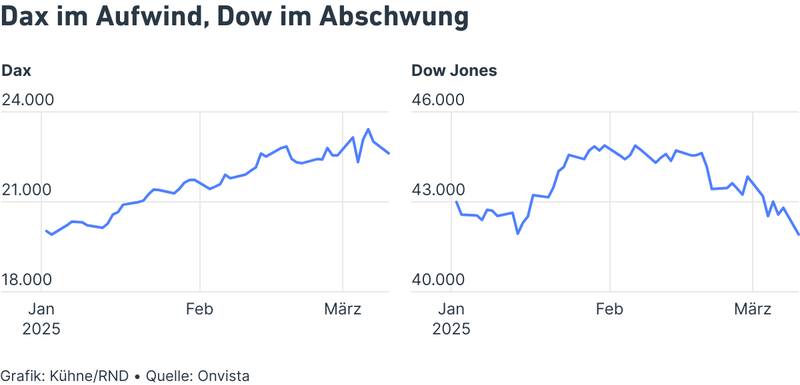 Dax im Aufwind, Dow im Abschwung
Dax
24.000
21.000
18.000
Jan
2025
Feb
März
Dow Jones
46.000
43.000
40.000
Jan
2025
Feb
März
Grafik: Kühne/RND • Quelle: Onvista